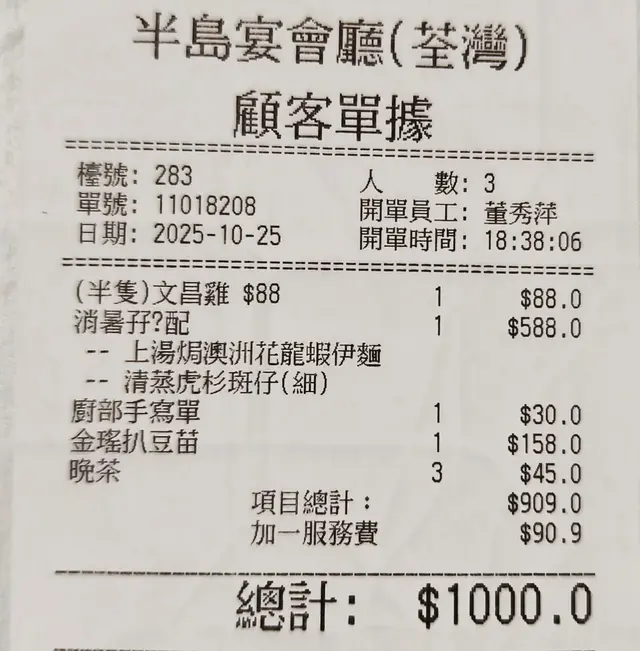 半島宴會廳(荃灣)
顧客單據
檯號: 283 人 數: 3
單號: 11018208 開單員工: 董秀萍
日期: 2025-10-25 開單時間: 18:38:06
(半隻)文昌雞 $88 1 $88.0
消暑孖?配 1 $588.0
-- 上湯焗澳洲花龍蝦伊麵
-- 清蒸虎杉斑仔(細)
廚部手寫單 1 $30.0
金瑤扒豆苗 1 $158.0
晚茶 3 $45.0
項目總計: $909.0
加一服務費 $90.9
總計: $1000.0